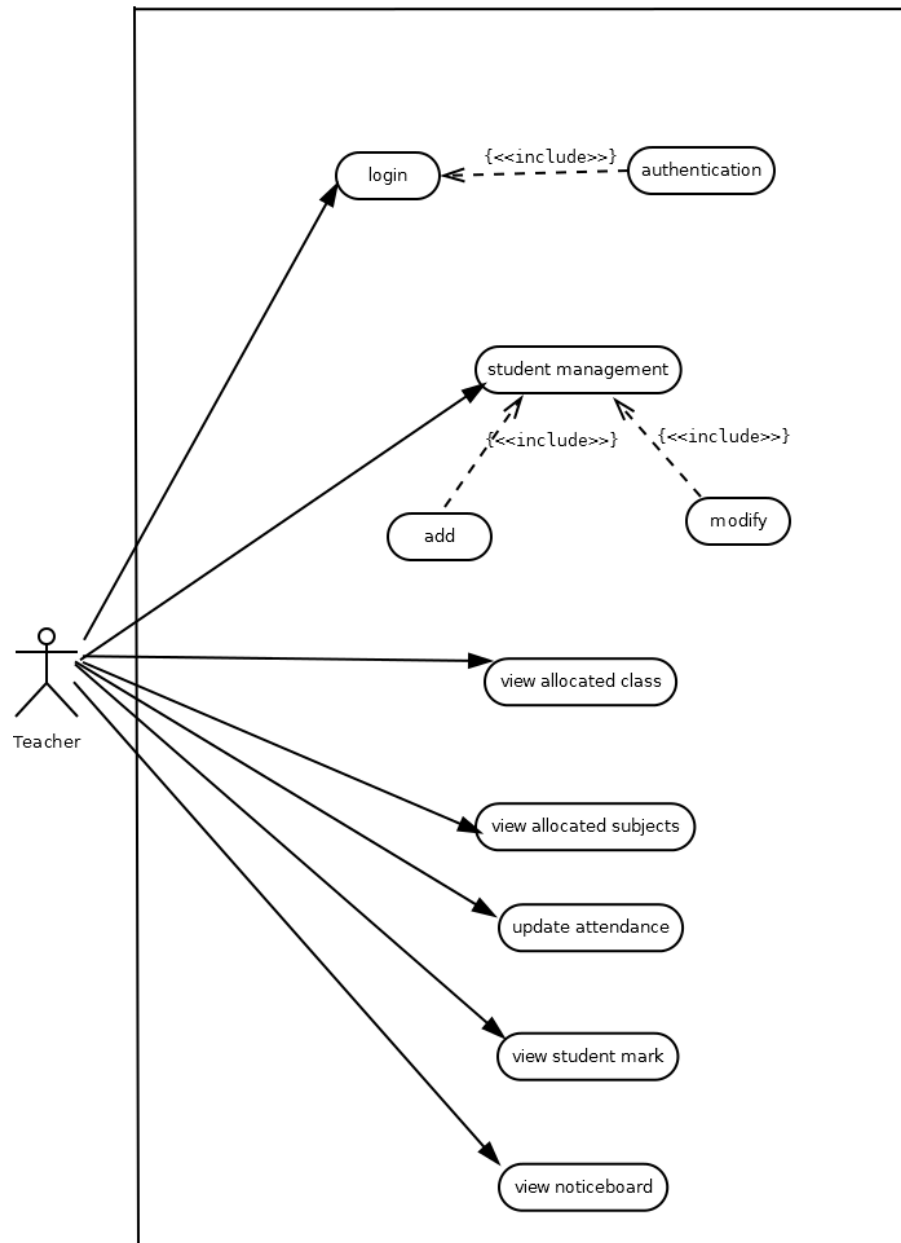 {<<include>>}
login
authentication
student management
{<<include>>}
{<<include>>}
add
modify
view allocated class
Teacher
view allocated subjects
update attendance
view student mark
view noticeboard